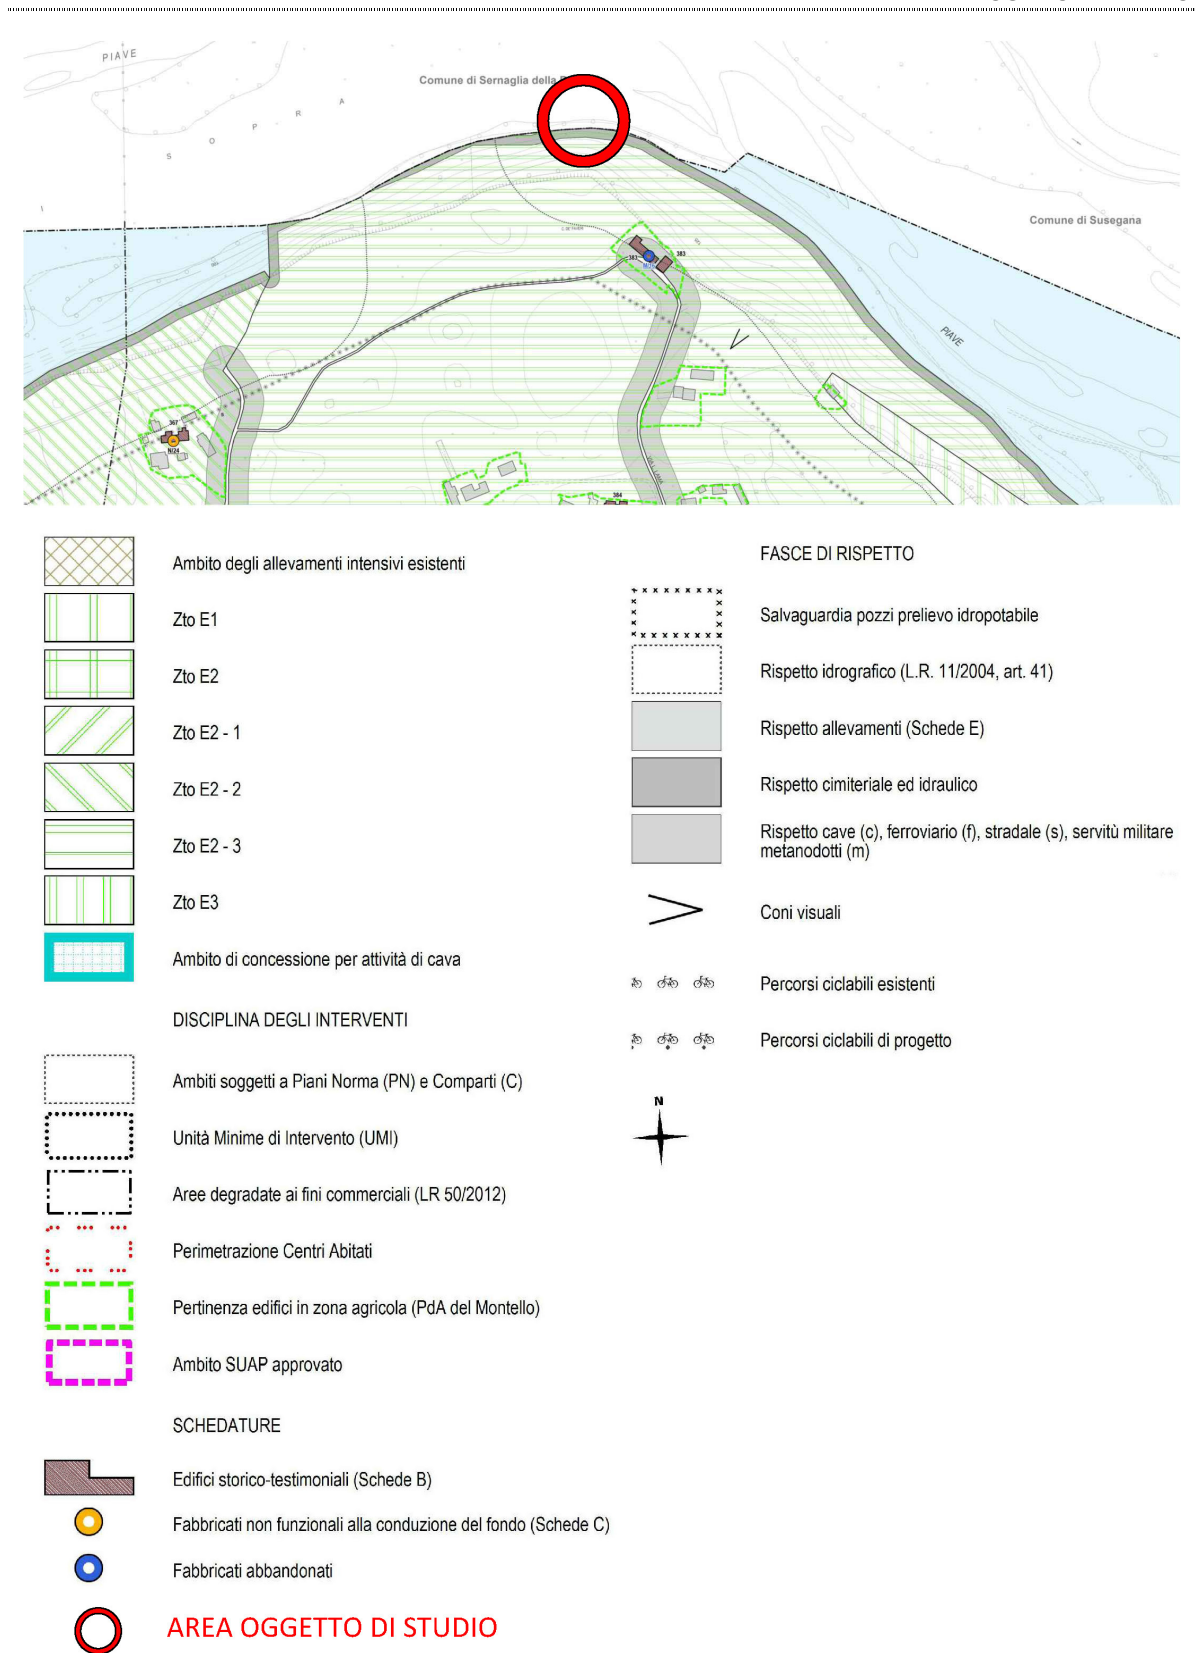 PIAVE
Comune di Sernaglia della
S O P R A
I
Comune di Susegana
PIAVE
383
383
367
N/24
384
Ambito degli allevamenti intensivi esistenti
Zto E1
Zto E2
Zto E2 - 1
Zto E2 - 2
Zto E2 - 3
Zto E3
Ambito di concessione per attività di cava
DISCIPLINA DEGLI INTERVENTI
Ambiti soggetti a Piani Norma (PN) e Comparti (C)
Unità Minime di Intervento (UMI)
Aree degradate ai fini commerciali (LR 50/2012)
Perimetrazione Centri Abitati
Pertinenza edifici in zona agricola (PdA del Montello)
Ambito SUAP approvato
SCHEDATURE
Edifici storico-testimoniali (Schede B)
Fabbricati non funzionali alla conduzione del fondo (Schede C)
Fabbricati abbandonati
AREA OGGETTO DI STUDIO
FASCE DI RISPETTO
Salvaguardia pozzi prelievo idropotabile
Rispetto idrografico (L.R. 11/2004, art. 41)
Rispetto allevamenti (Schede E)
Rispetto cimiteriale ed idraulico
Rispetto cave (c), ferroviario (f), stradale (s), servitù militare
metanodotti (m)
Coni visuali
Percorsi ciclabili esistenti
Percorsi ciclabili di progetto
N